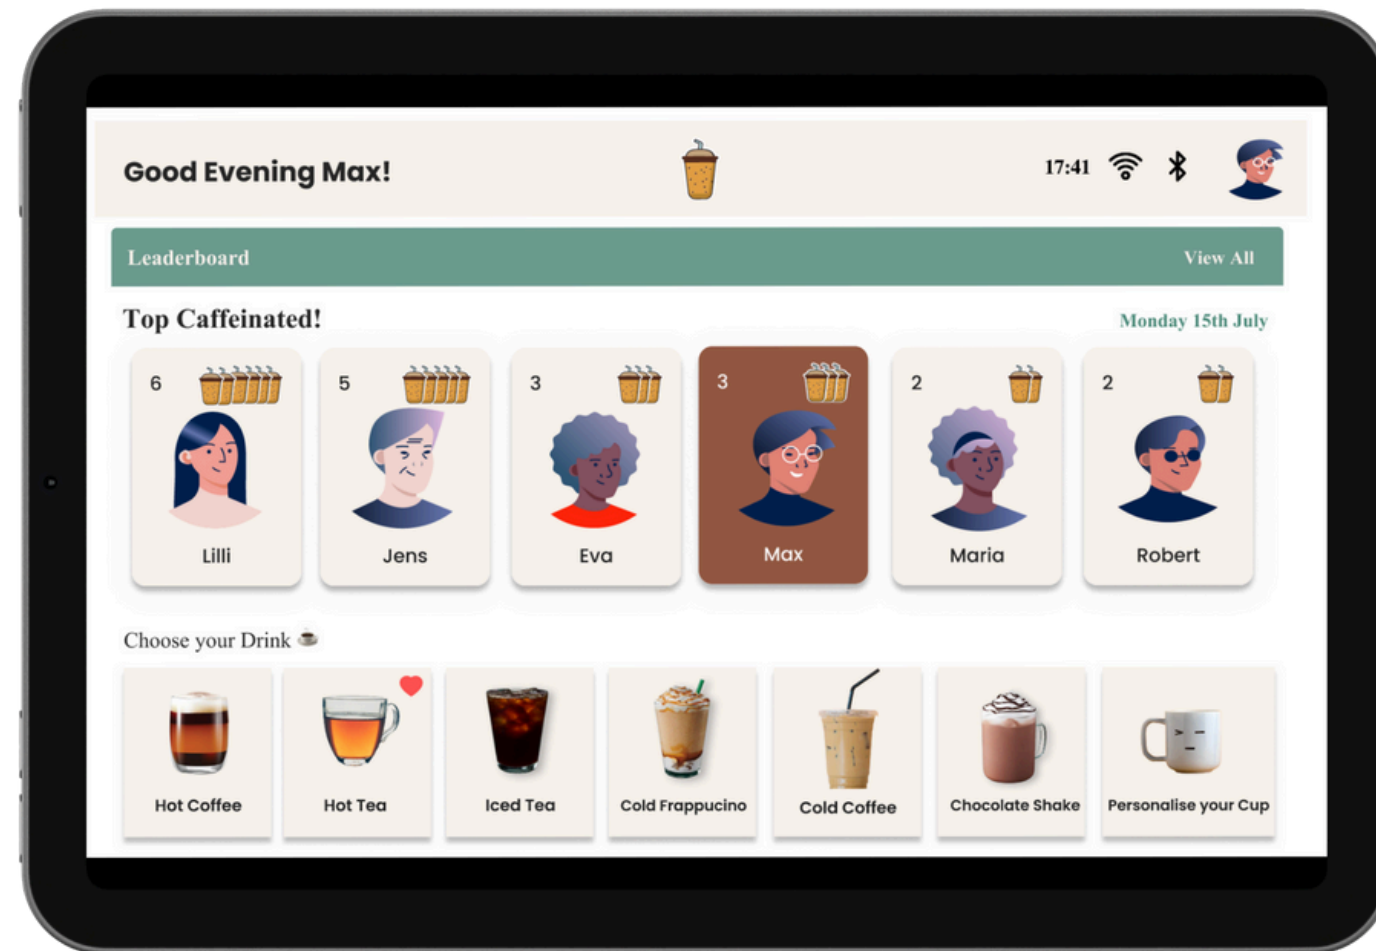 Good Evening Max!
17:41
Leaderboard
View All
Top Caffeinated!
Monday 15th July
6
5
3
3
2
2
Lilli
Jens
Eva
Max
Maria
Robert
Choose your Drink
Hot Coffee
Hot Tea
Iced Tea
Cold Frappucino
Cold Coffee
Chocolate Shake
Personalise your Cup